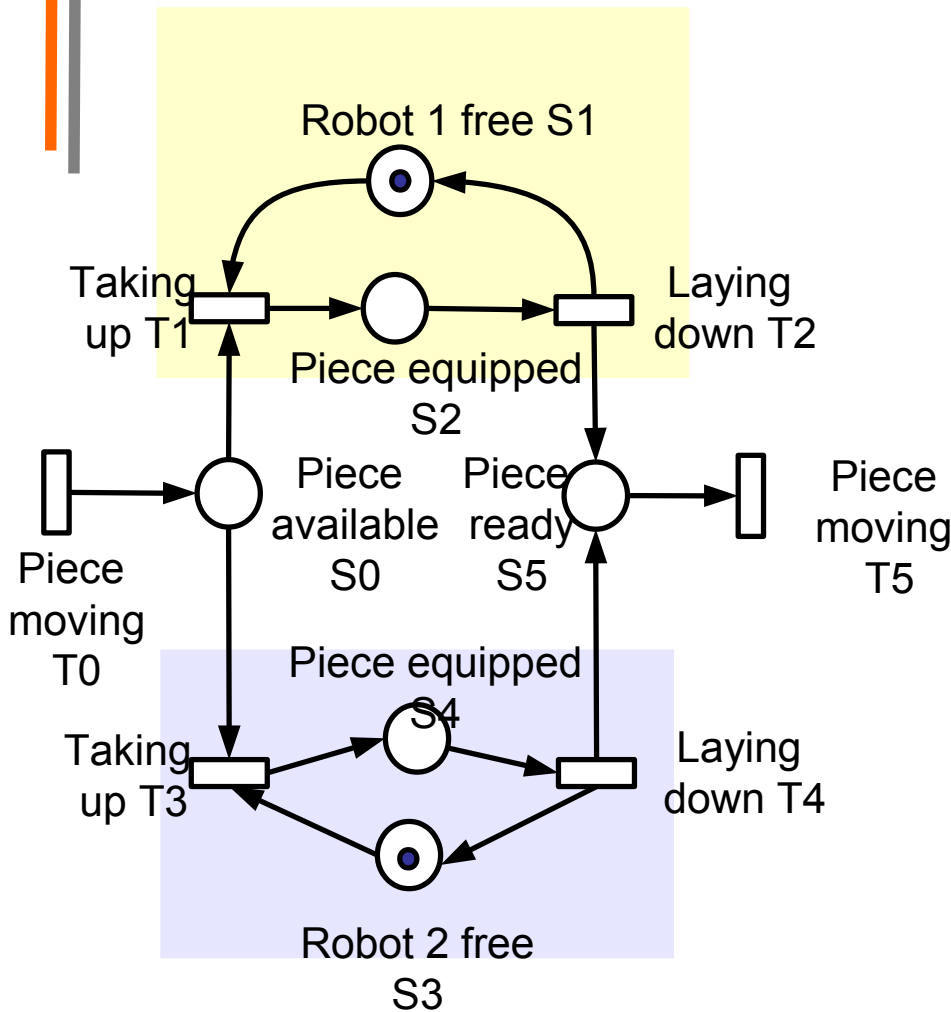 Robot 1 free S1
Taking
up T1
Laying
down T2
Piece equipped
S2
Piece
available
S0
Piece
ready
S5
Piece
moving
T5
Piece
moving
T0
Piece equipped
S4
Taking
up T3
Laying
down T4
Robot 2 free
S3